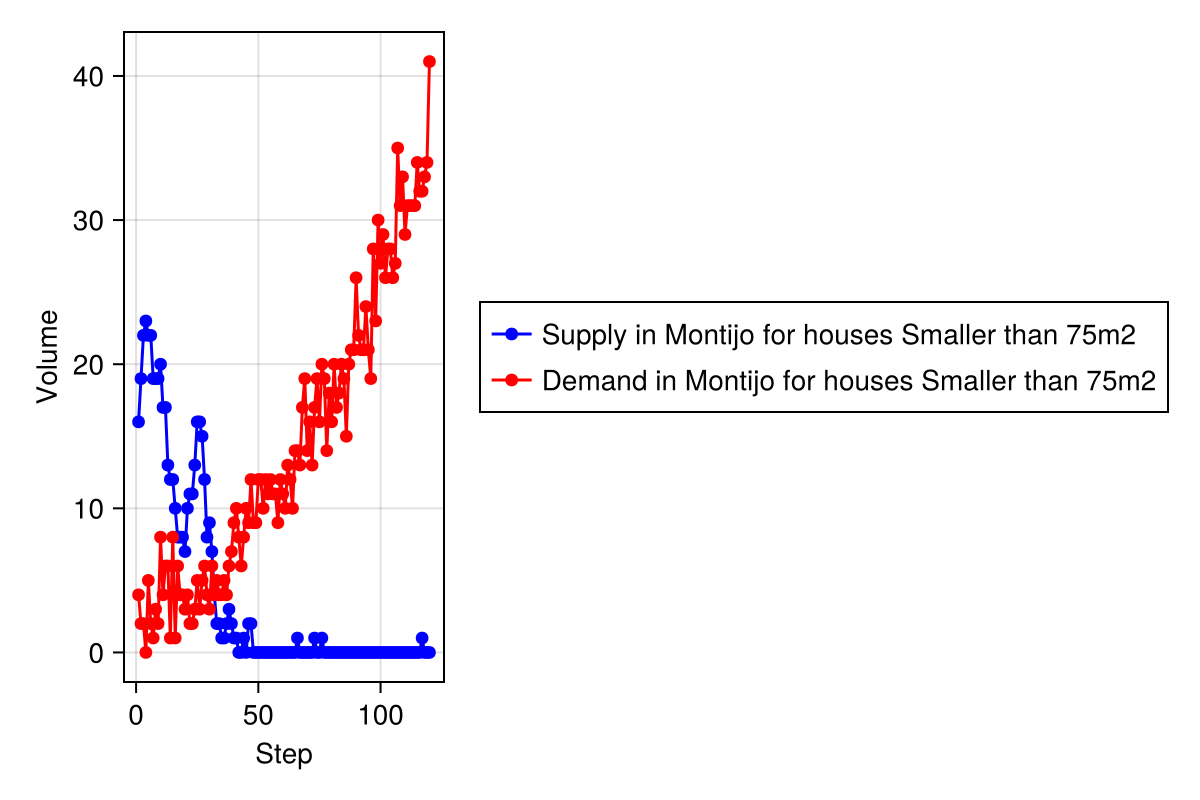 40
30
20
10
0
Volume
0 50 100
Step
Supply in Montijo for houses Smaller than 75m2
Demand in Montijo for houses Smaller than 75m2